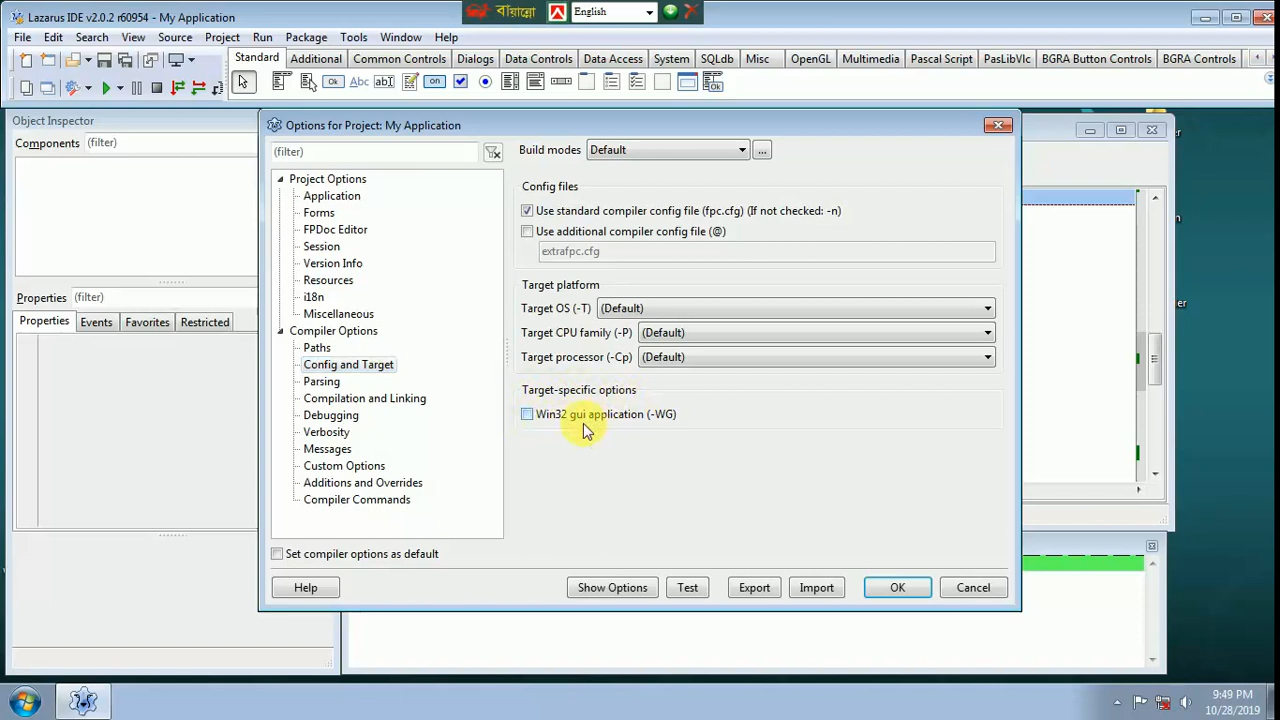 Lazarus IDE v2.0.2 r60954 - My Application
বায়ান্নো
English
File Edit Search View Source Project Run Package Tools Window Help
Standard Additional Common Controls Dialogs Data Controls Data Access System SQLdb Misc OpenGL Multimedia Pascal Script PasLibVlc BGRA Button Controls BGRA Controls
Ok Abc abI on Ok
Object Inspector
Components (filter)
Properties (filter)
Properties Events Favorites Restricted
Options for Project: My Application
(filter)
Build modes Default ...
Project Options
Application
Forms
FPDoc Editor
Session
Version Info
Resources
i18n
Miscellaneous
Compiler Options
Paths
Config and Target
Parsing
Compilation and Linking
Debugging
Verbosity
Messages
Custom Options
Additions and Overrides
Compiler Commands
Config files
Use standard compiler config file (fpc.cfg) (If not checked: -n)
Use additional compiler config file (@)
extrafpc.cfg
Target platform
Target OS (-T) (Default)
Target CPU family (-P) (Default)
Target processor (-Cp) (Default)
Target-specific options
Win32 gui application (-WG)
Set compiler options as default
Help Show Options Test Export Import OK Cancel
9:49 PM
10/28/2019